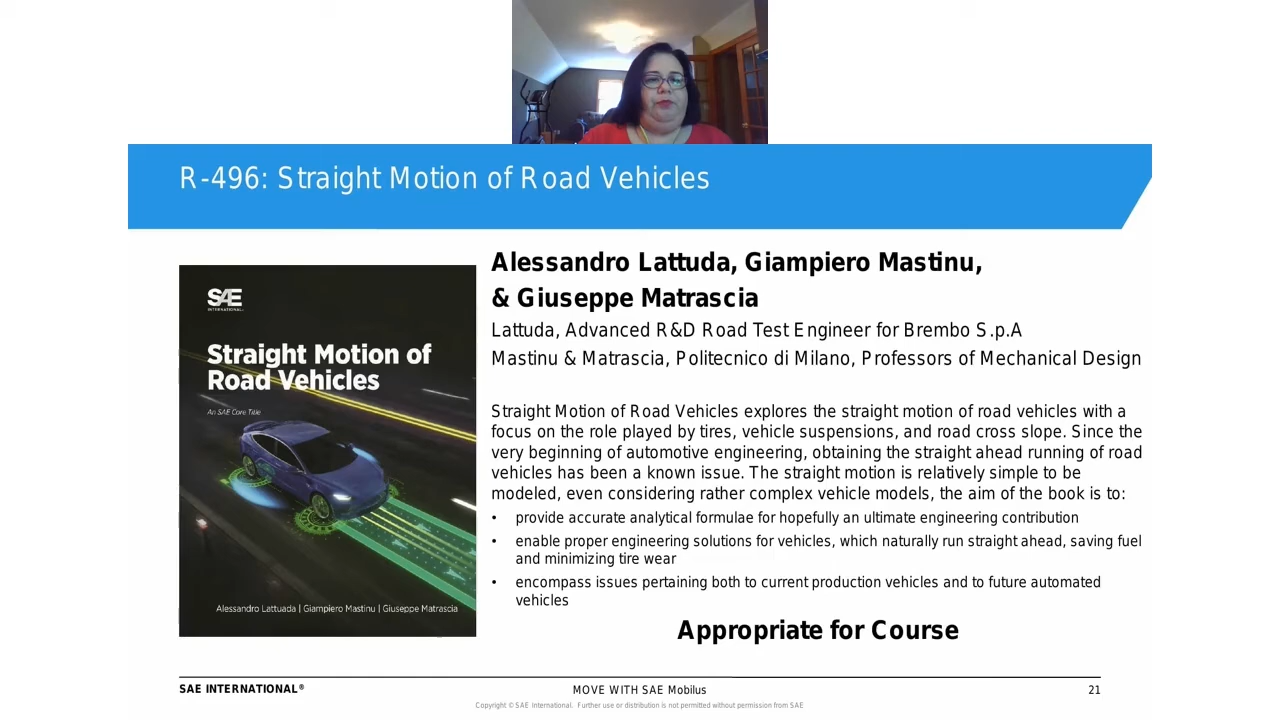 R-496: Straight Motion of Road Vehicles
SAE
INTERNATIONAL
Straight Motion of
Road Vehicles
An SAE Core Title
Alessandro Lattuada | Giampiero Mastinu | Giuseppe Matrascia
Alessandro Lattuda, Giampiero Mastinu,
& Giuseppe Matrascia
Lattuda, Advanced R&D Road Test Engineer for Brembo S.p.A
Mastinu & Matrascia, Politecnico di Milano, Professors of Mechanical Design
Straight Motion of Road Vehicles explores the straight motion of road vehicles with a
focus on the role played by tires, vehicle suspensions, and road cross slope. Since the
very beginning of automotive engineering, obtaining the straight ahead running of road
vehicles has been a known issue. The straight motion is relatively simple to be
modeled, even considering rather complex vehicle models, the aim of the book is to:
• provide accurate analytical formulae for hopefully an ultimate engineering contribution
• enable proper engineering solutions for vehicles, which naturally run straight ahead, saving fuel
and minimizing tire wear
• encompass issues pertaining both to current production vehicles and to future automated
vehicles
Appropriate for Course
SAE INTERNATIONAL®
MOVE WITH SAE Mobilus
21
Copyright © SAE International. Further use or distribution is not permitted without permission from SAE